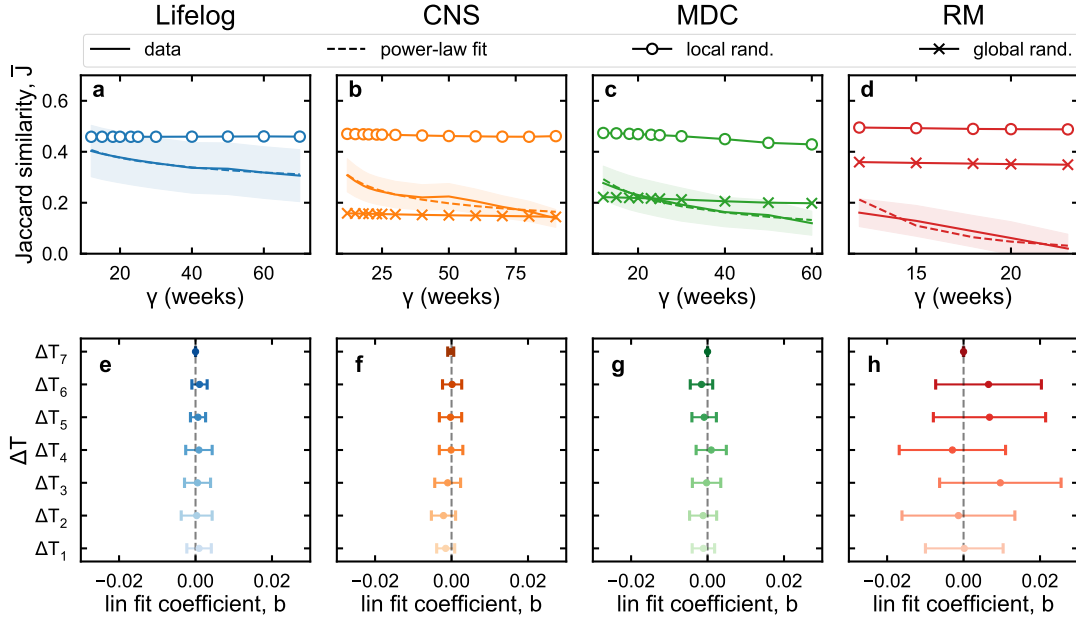 Lifelog CNS MDC RM
data power-law fit local rand. global rand.
Jaccard similarity, J̅
a b c d
0.6
0.4
0.2
0.0
20 40 60 25 50 75 20 40 60 15 20
γ (weeks) γ (weeks) γ (weeks) γ (weeks)
ΔT
e f g h
ΔT₇
ΔT₆
ΔT₅
ΔT₄
ΔT₃
ΔT₂
ΔT₁
−0.02 0.00 0.02 −0.02 0.00 0.02 −0.02 0.00 0.02 −0.02 0.00 0.02
lin fit coefficient, b lin fit coefficient, b lin fit coefficient, b lin fit coefficient, b